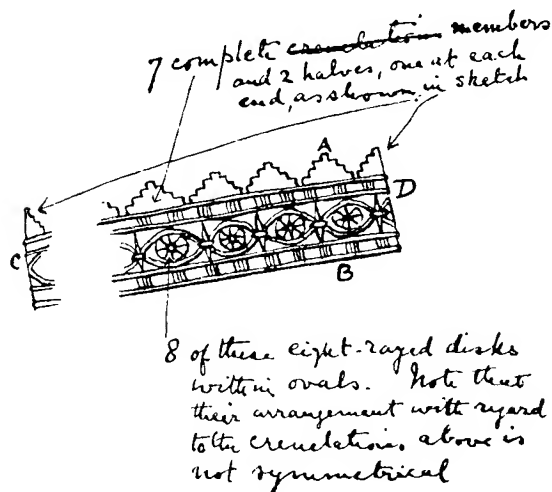 7 complete crenelation members
and 2 halves, one at each
end, as shown in sketch
A
D
C
B
8 of these eight-rayed disks
within ovals. Note that
their arrangement with regard
to the crenelations above is
not symmetrical